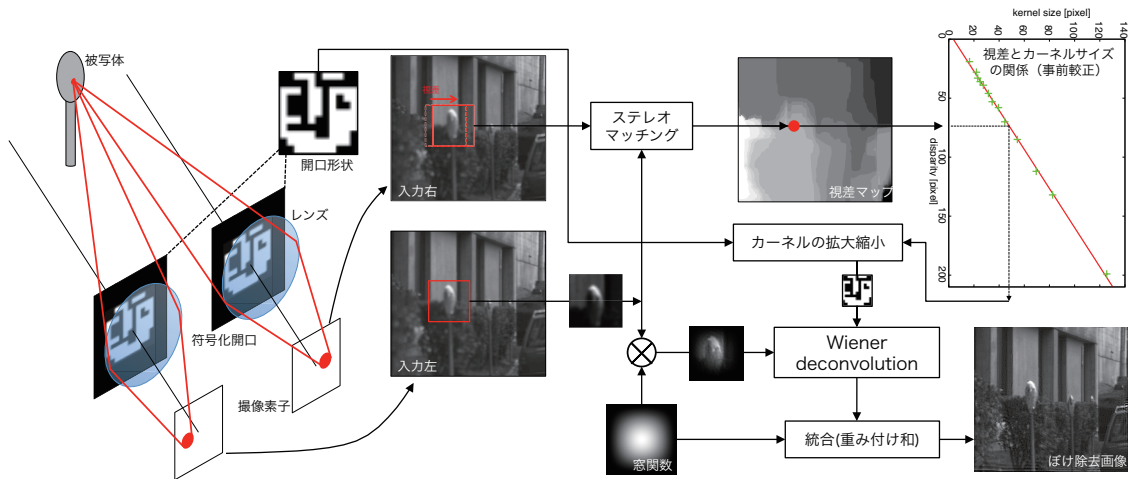 被写体
開口形状
レンズ
符号化開口
撮像素子
視差
入力右
入力左
ステレオ
マッチング
視差マップ
カーネルの拡大縮小
Wiener
deconvolution
窓関数
統合(重み付け和)
ぼけ除去画像
kernel size [pixel]
0 20 40 60 80 100 120 140
視差とカーネルサイズ
の関係（事前較正）
0
50
100
150
200
disparity [pixel]